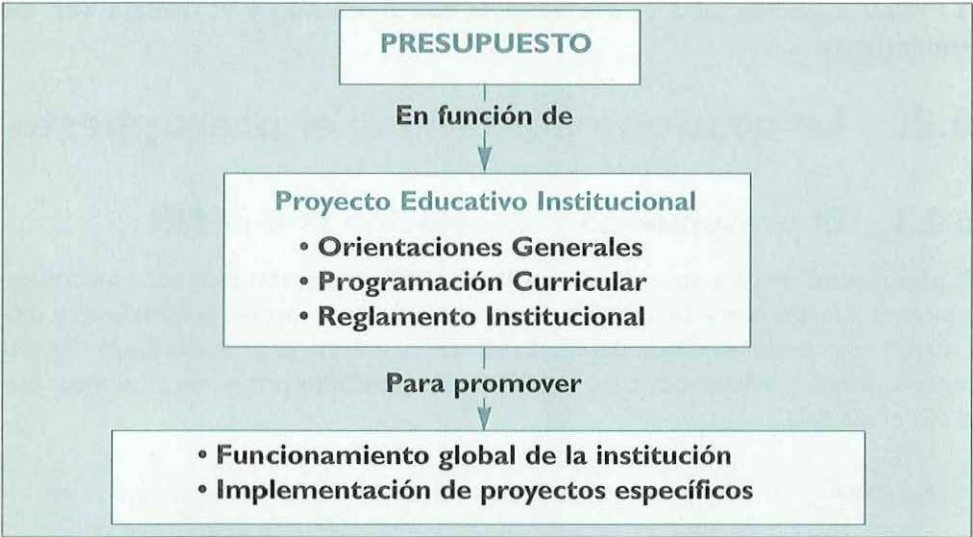 PRESUPUESTO
En función de
Proyecto Educativo Institucional
• Orientaciones Generales
• Programación Curricular
• Reglamento Institucional
Para promover
• Funcionamiento global de la institución
• Implementación de proyectos específicos